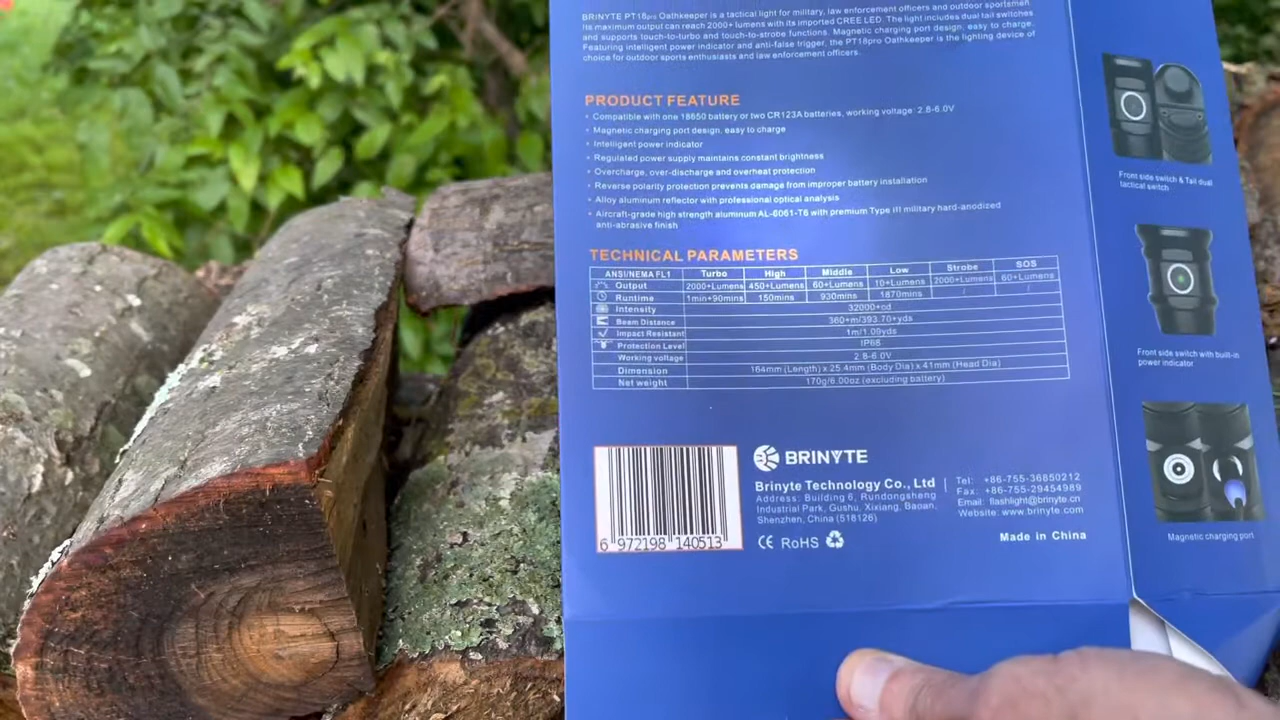 BRINYTE PT18pro Oathkeeper is a tactical light for military, law enforcement officers and outdoor sportsmen.
Its maximum output can reach 2000+ lumens with its imported CREE LED. The light includes dual tail switches
and supports touch-to-turbo and touch-to-strobe functions. Magnetic charging port design, easy to charge.
Featuring intelligent power indicator and anti-false trigger, the PT18pro Oathkeeper is the lighting device of
choice for outdoor sports enthusiasts and law enforcement officers.
PRODUCT FEATURE
• Compatible with one 18650 battery or two CR123A batteries, working voltage: 2.8-6.0V
• Magnetic charging port design, easy to charge
• Intelligent power indicator
• Regulated power supply maintains constant brightness
• Overcharge, over-discharge and overheat protection
• Reverse polarity protection prevents damage from improper battery installation
• Alloy aluminum reflector with professional optical analysis
• Aircraft-grade high strength aluminum AL-6061-T6 with premium Type III military hard-anodized
anti-abrasive finish
TECHNICAL PARAMETERS
ANSI/NEMA FL1 Turbo High Middle Low Strobe SOS
Output 2000+Lumens 450+Lumens 60+Lumens 10+Lumens 2000+Lumens 60+Lumens
Runtime 1min+90mins 150mins 930mins 1870mins / /
Intensity 32000+cd
Beam Distance 360+m/393.70+yds
Impact Resistant 1m/1.09yds
Protection Level IP68
Working voltage 2.8-6.0V
Dimension 164mm (Length) x 25.4mm (Body Dia) x 41mm (Head Dia)
Net weight 170g/6.00oz (excluding battery)
6 972198 140513
BRINYTE
Brinyte Technology Co., Ltd
Address: Building 6, Rundongsheng
Industrial Park, Gushu, Xixiang, Baoan,
Shenzhen, China (518126)
Tel: +86-755-36850212
Fax: +86-755-29454989
Email: flashlight@brinyte.cn
Website: www.brinyte.com
CE RoHS
Made in China
Front side switch & Tail dual
tactical switch
Front side switch with built-in
power indicator
Magnetic charging port